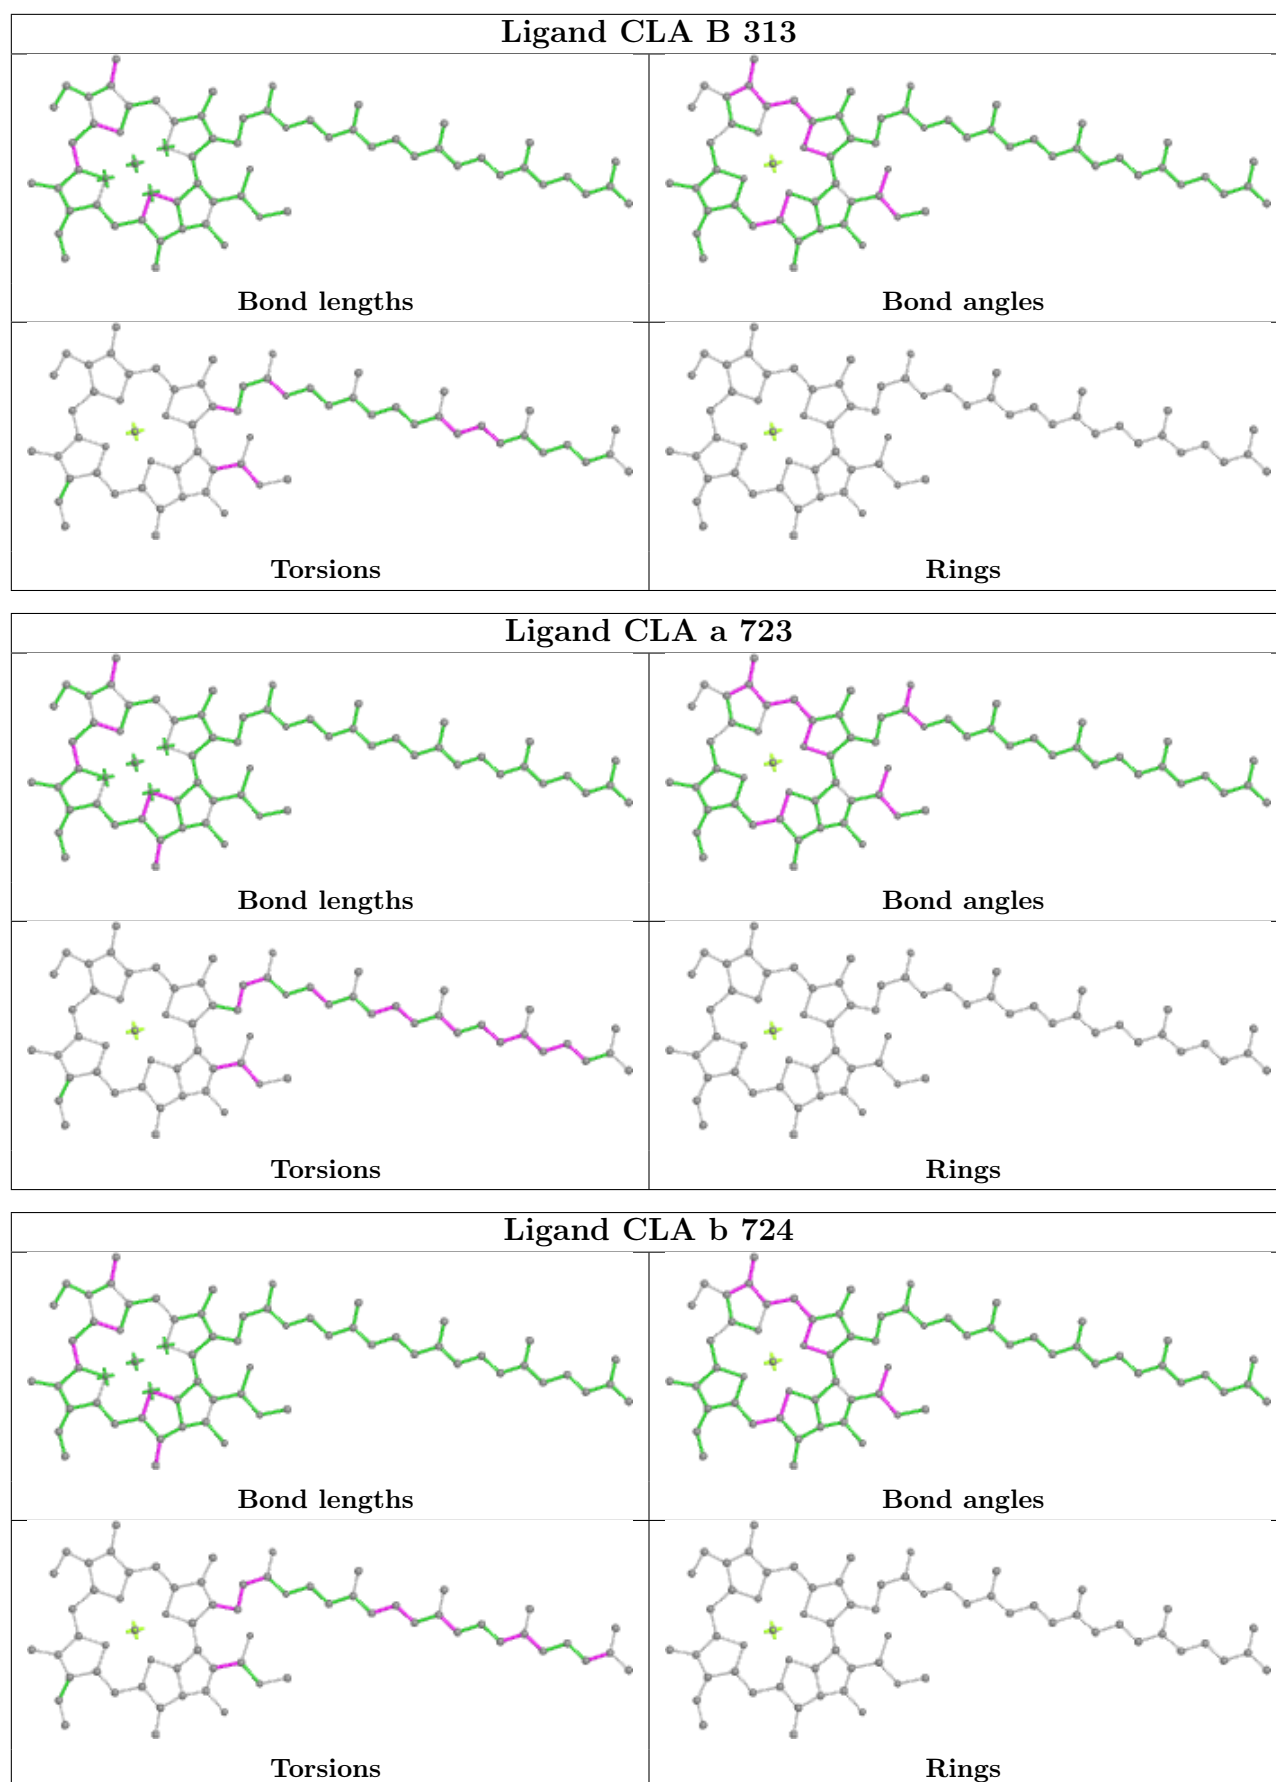 Ligand CLA B 313
Bond lengths
Bond angles
Torsions
Rings
Ligand CLA a 723
Bond lengths
Bond angles
Torsions
Rings
Ligand CLA b 724
Bond lengths
Bond angles
Torsions
Rings